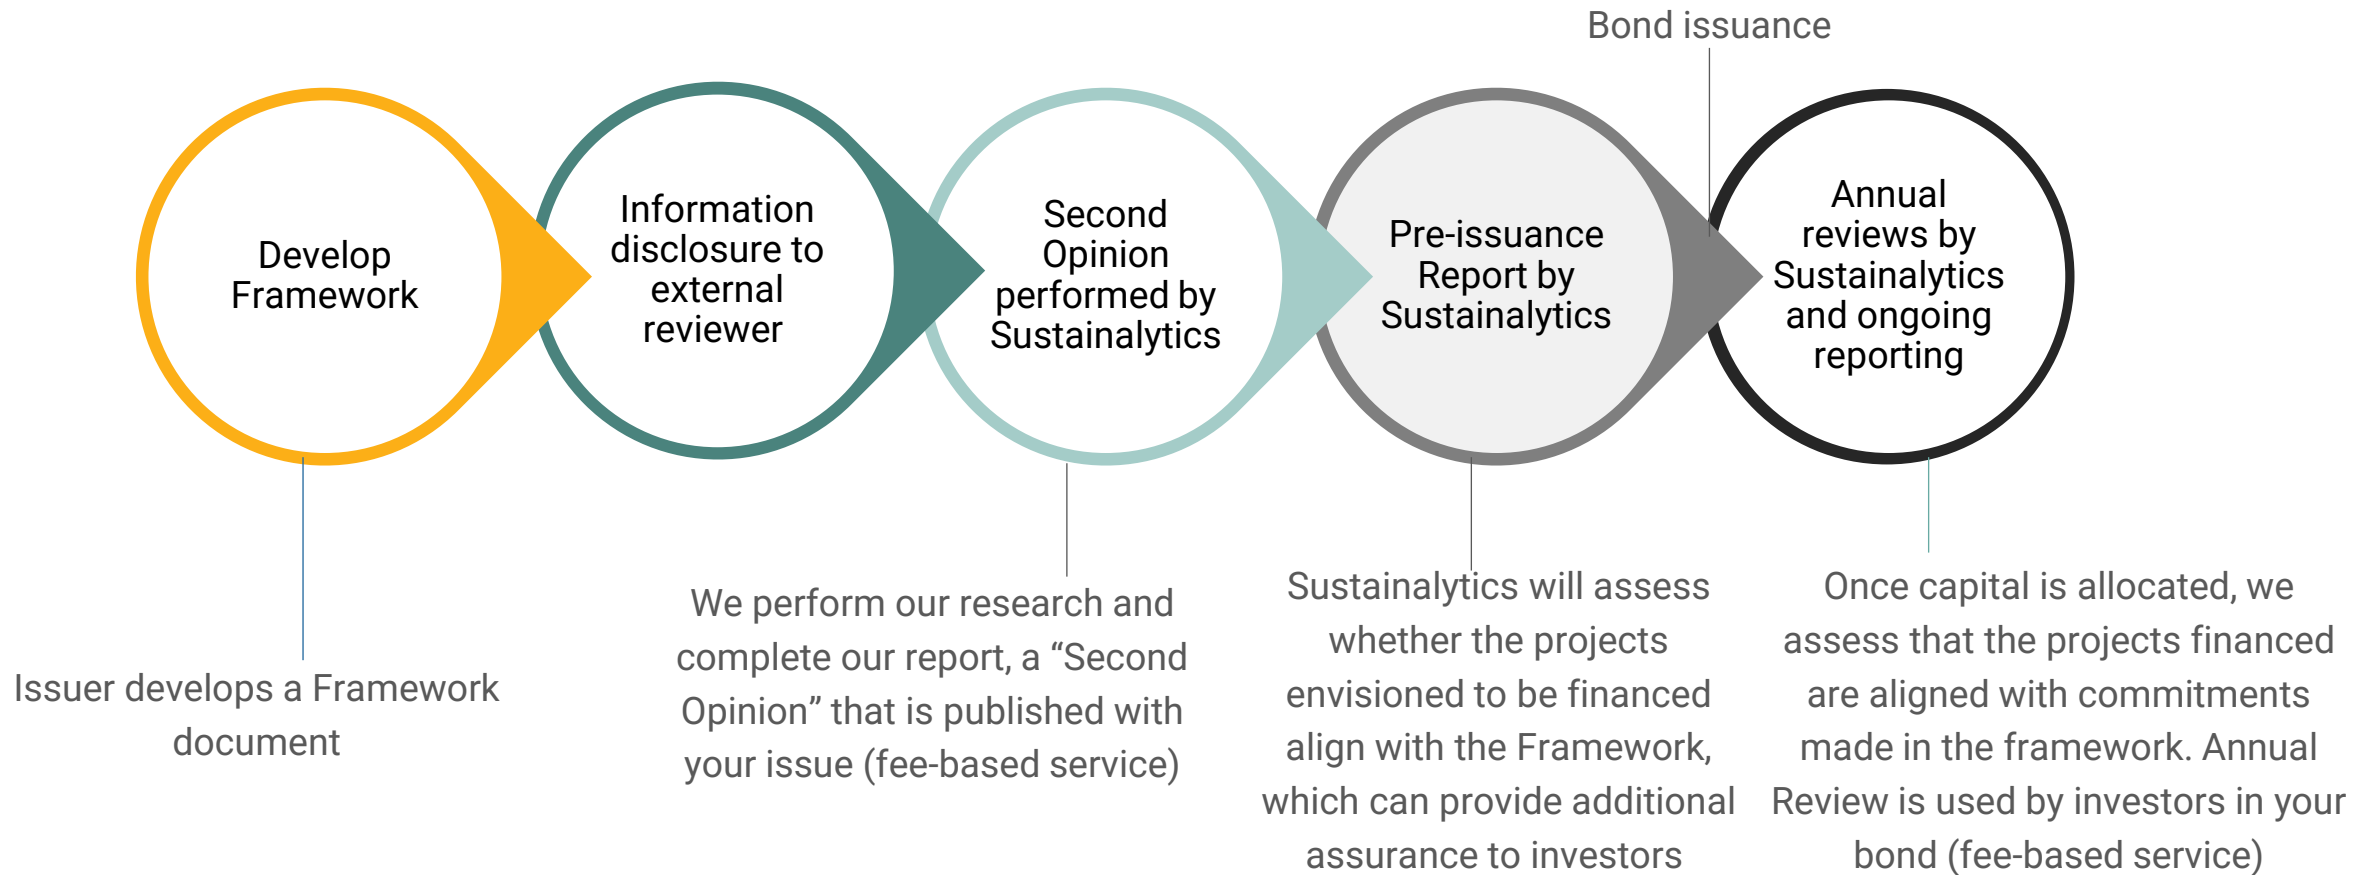 Bond issuance
Develop
Framework
Information
disclosure to
external
reviewer
Second
Opinion
performed by
Sustainalytics
Pre-issuance
Report by
Sustainalytics
Annual
reviews by
Sustainalytics
and ongoing
reporting
Issuer develops a Framework
document
We perform our research and
complete our report, a “Second
Opinion” that is published with
your issue (fee-based service)
Sustainalytics will assess
whether the projects
envisioned to be financed
align with the Framework,
which can provide additional
assurance to investors
Once capital is allocated, we
assess that the projects financed
are aligned with commitments
made in the framework. Annual
Review is used by investors in your
bond (fee-based service)